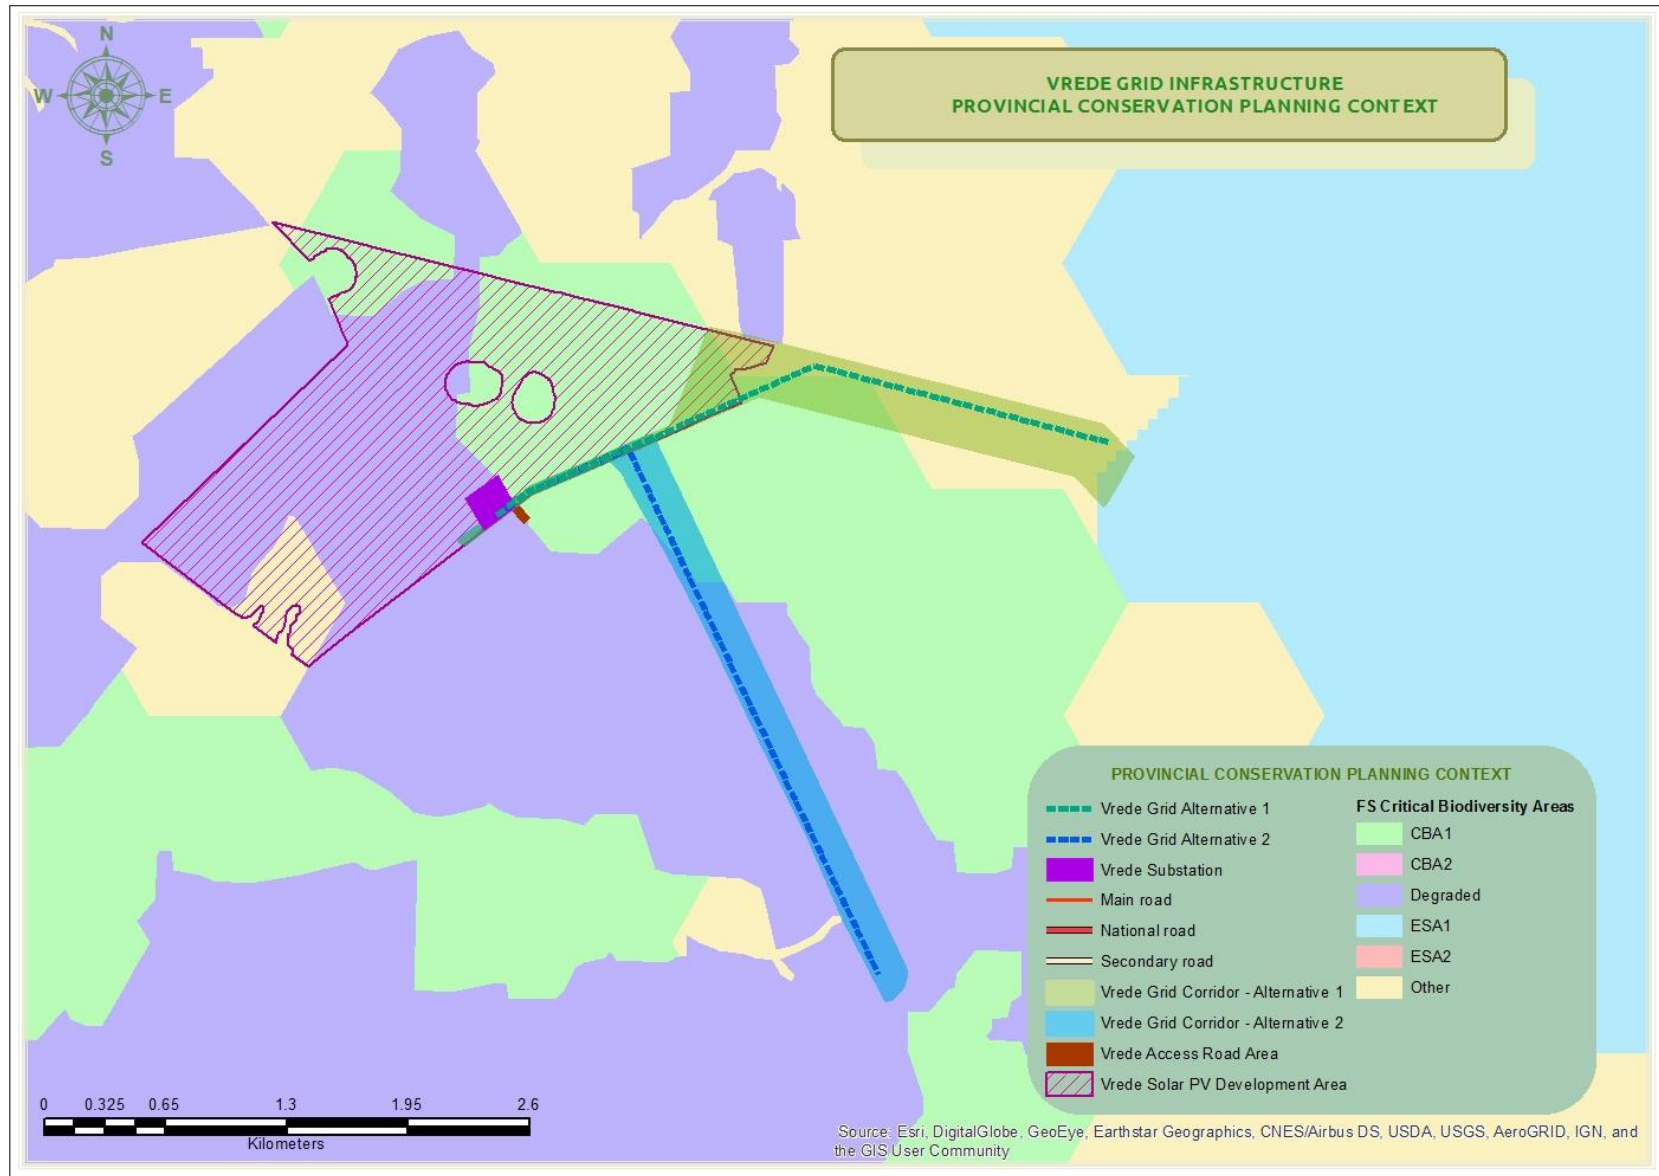 N
W E
S
VREDE GRID INFRASTRUCTURE
PROVINCIAL CONSERVATION PLANNING CONTEXT
PROVINCIAL CONSERVATION PLANNING CONTEXT
Vrede Grid Alternative 1
Vrede Grid Alternative 2
Vrede Substation
Main road
National road
Secondary road
Vrede Grid Corridor - Alternative 1
Vrede Grid Corridor - Alternative 2
Vrede Access Road Area
Vrede Solar PV Development Area
FS Critical Biodiversity Areas
CBA1
CBA2
Degraded
ESA1
ESA2
Other
0 0.325 0.65 1.3 1.95 2.6
Kilometers
Source: Esri, DigitalGlobe, GeoEye, Earthstar Geographics, CNES/Airbus DS, USDA, USGS, AeroGRID, IGN, and
the GIS User Community